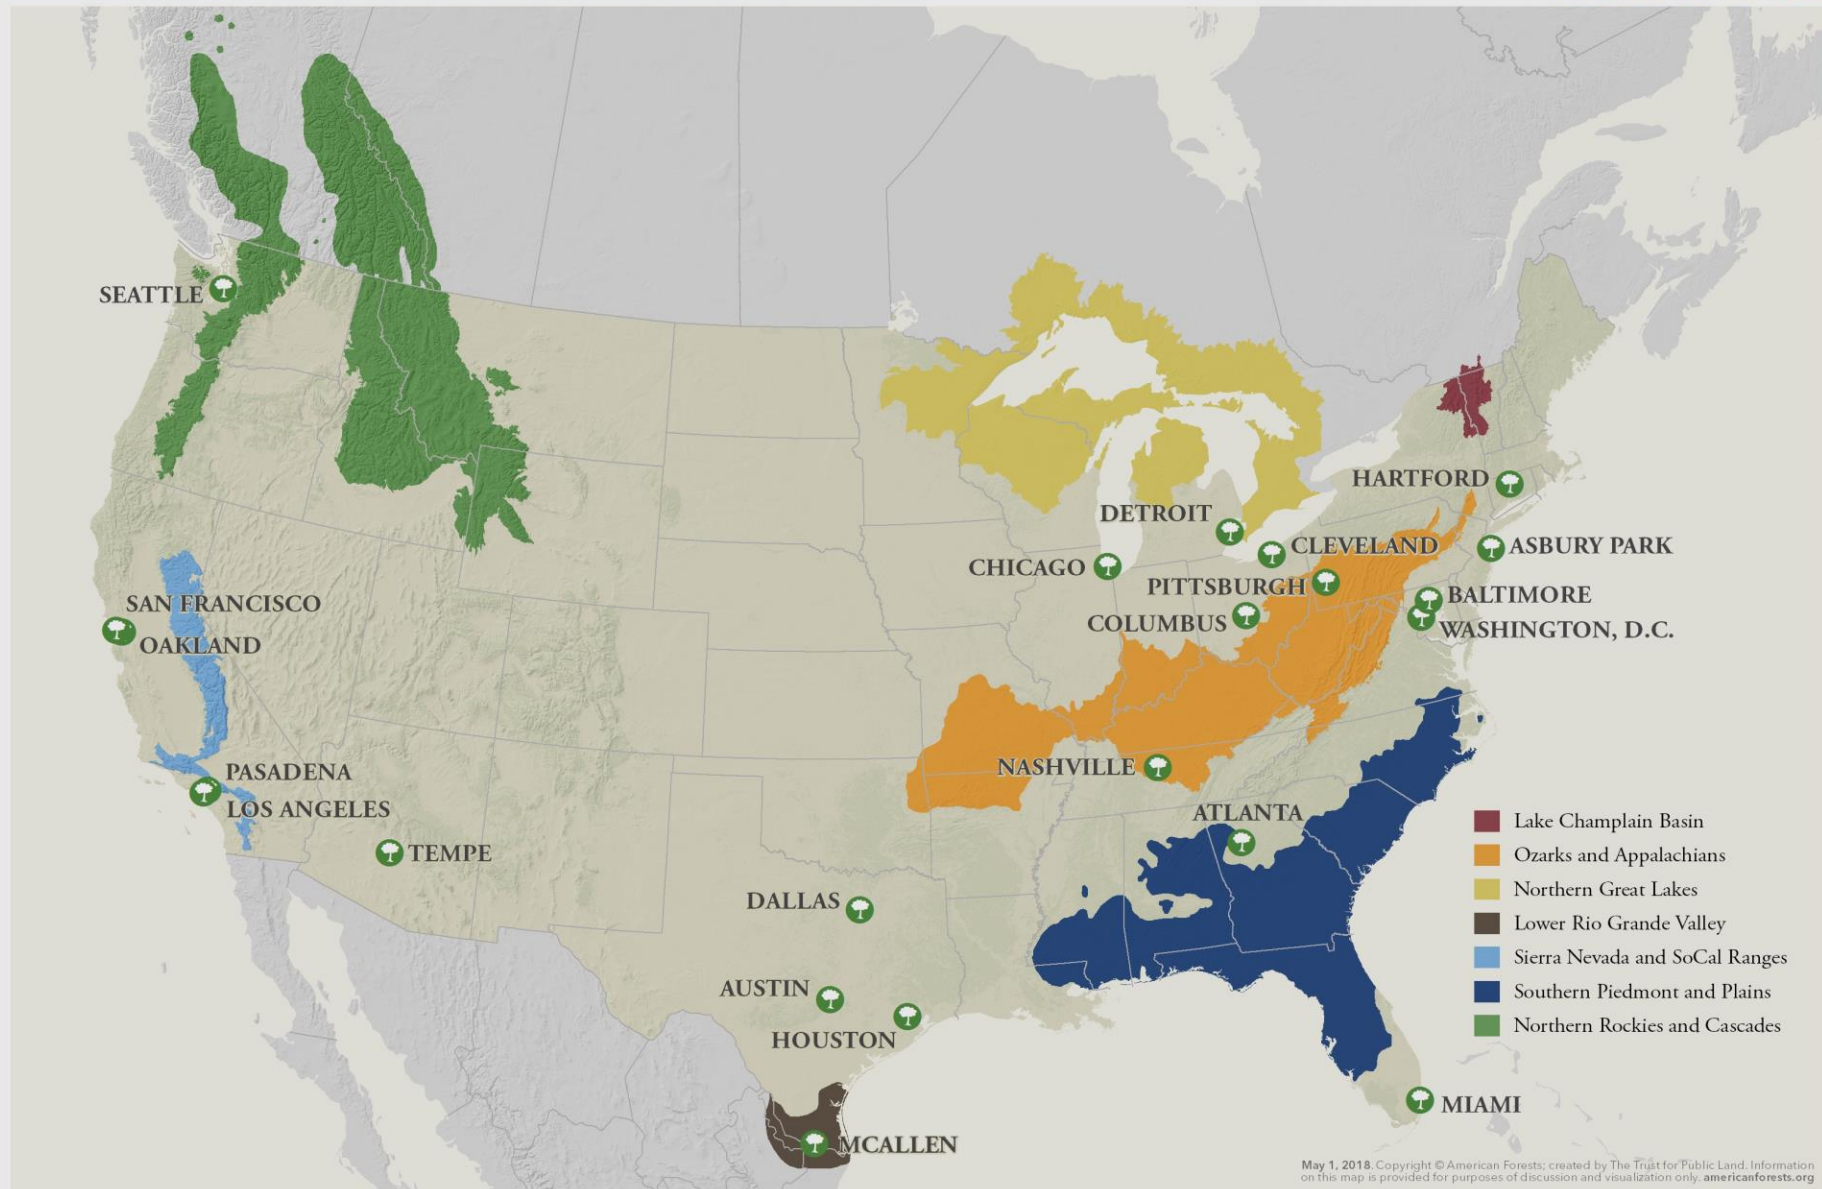 SEATTLE
HARTFORD
DETROIT
CLEVELAND
ASBURY PARK
CHICAGO
PITTSBURGH
BALTIMORE
COLUMBUS
WASHINGTON, D.C.
SAN FRANCISCO
OAKLAND
NASHVILLE
PASADENA
LOS ANGELES
ATLANTA
TEMPE
DALLAS
AUSTIN
HOUSTON
MIAMI
MCALLEN
Lake Champlain Basin
Ozarks and Appalachians
Northern Great Lakes
Lower Rio Grande Valley
Sierra Nevada and SoCal Ranges
Southern Piedmont and Plains
Northern Rockies and Cascades
May 1, 2018. Copyright © American Forests; created by The Trust for Public Land. Information
on this map is provided for purposes of discussion and visualization only. americanforests.org